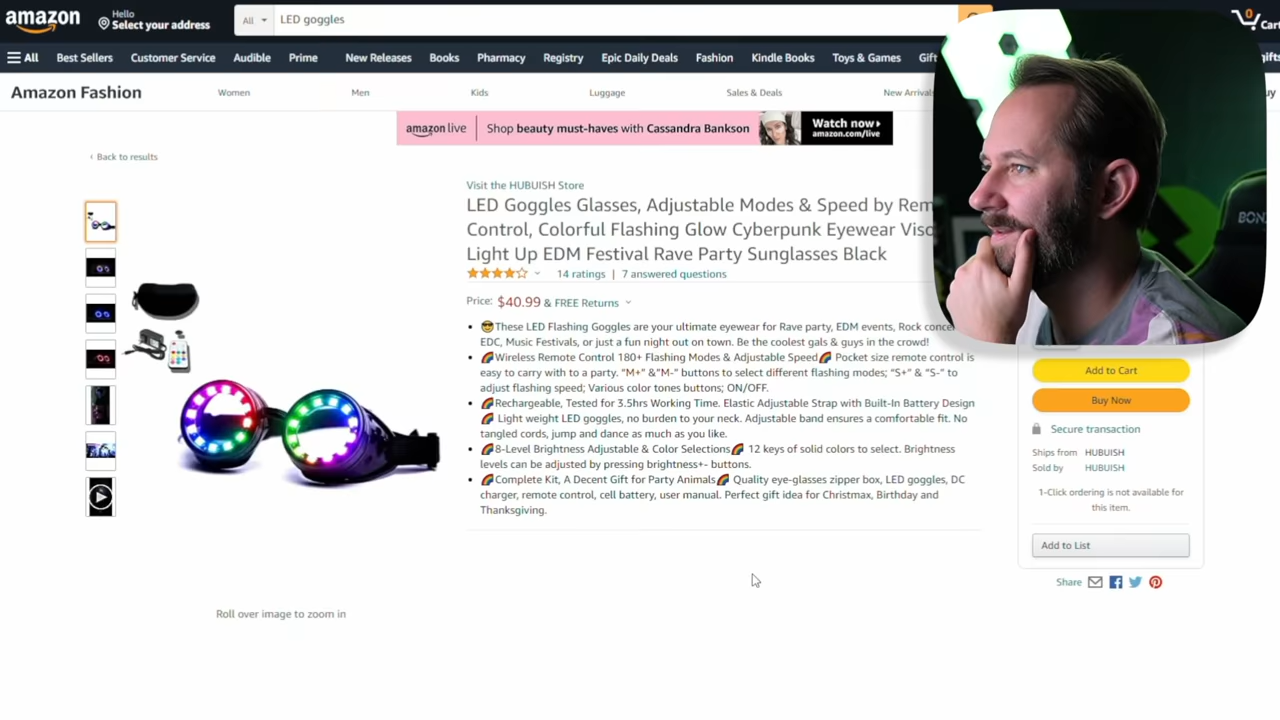 amazon
Hello
Select your address
All
LED goggles
0
Cart
All
Best Sellers
Customer Service
Audible
Prime
New Releases
Books
Pharmacy
Registry
Epic Daily Deals
Fashion
Kindle Books
Toys & Games
Amazon Fashion
Women
Men
Kids
Luggage
Sales & Deals
New Arrivals
amazon live
Shop beauty must-haves with Cassandra Bankson
Watch now
amazon.com/live
‹ Back to results
Visit the HUBUISH Store
LED Goggles Glasses, Adjustable Modes & Speed by Rem
Control, Colorful Flashing Glow Cyberpunk Eyewear Viso
Light Up EDM Festival Rave Party Sunglasses Black
14 ratings | 7 answered questions
Price: $40.99 & FREE Returns
• 😎These LED Flashing Goggles are your ultimate eyewear for Rave party, EDM events, Rock conce
EDC, Music Festivals, or just a fun night out on town. Be the coolest gals & guys in the crowd!
• 🌈Wireless Remote Control 180+ Flashing Modes & Adjustable Speed🌈 Pocket size remote control is
easy to carry with to a party. “M+” &“M-” buttons to select different flashing modes; “S+” & “S-” to
adjust flashing speed; Various color tones buttons; ON/OFF.
• 🌈Rechargeable, Tested for 3.5hrs Working Time. Elastic Adjustable Strap with Built-In Battery Design
🌈 Light weight LED goggles, no burden to your neck. Adjustable band ensures a comfortable fit. No
tangled cords, jump and dance as much as you like.
• 🌈8-Level Brightness Adjustable & Color Selections🌈 12 keys of solid colors to select. Brightness
levels can be adjusted by pressing brightness+- buttons.
• 🌈Complete Kit, A Decent Gift for Party Animals🌈 Quality eye-glasses zipper box, LED goggles, DC
charger, remote control, cell battery, user manual. Perfect gift idea for Christmax, Birthday and
Thanksgiving.
Roll over image to zoom in
Add to Cart
Buy Now
Secure transaction
Ships from HUBUISH
Sold by HUBUISH
1-Click ordering is not available for
this item.
Add to List
Share